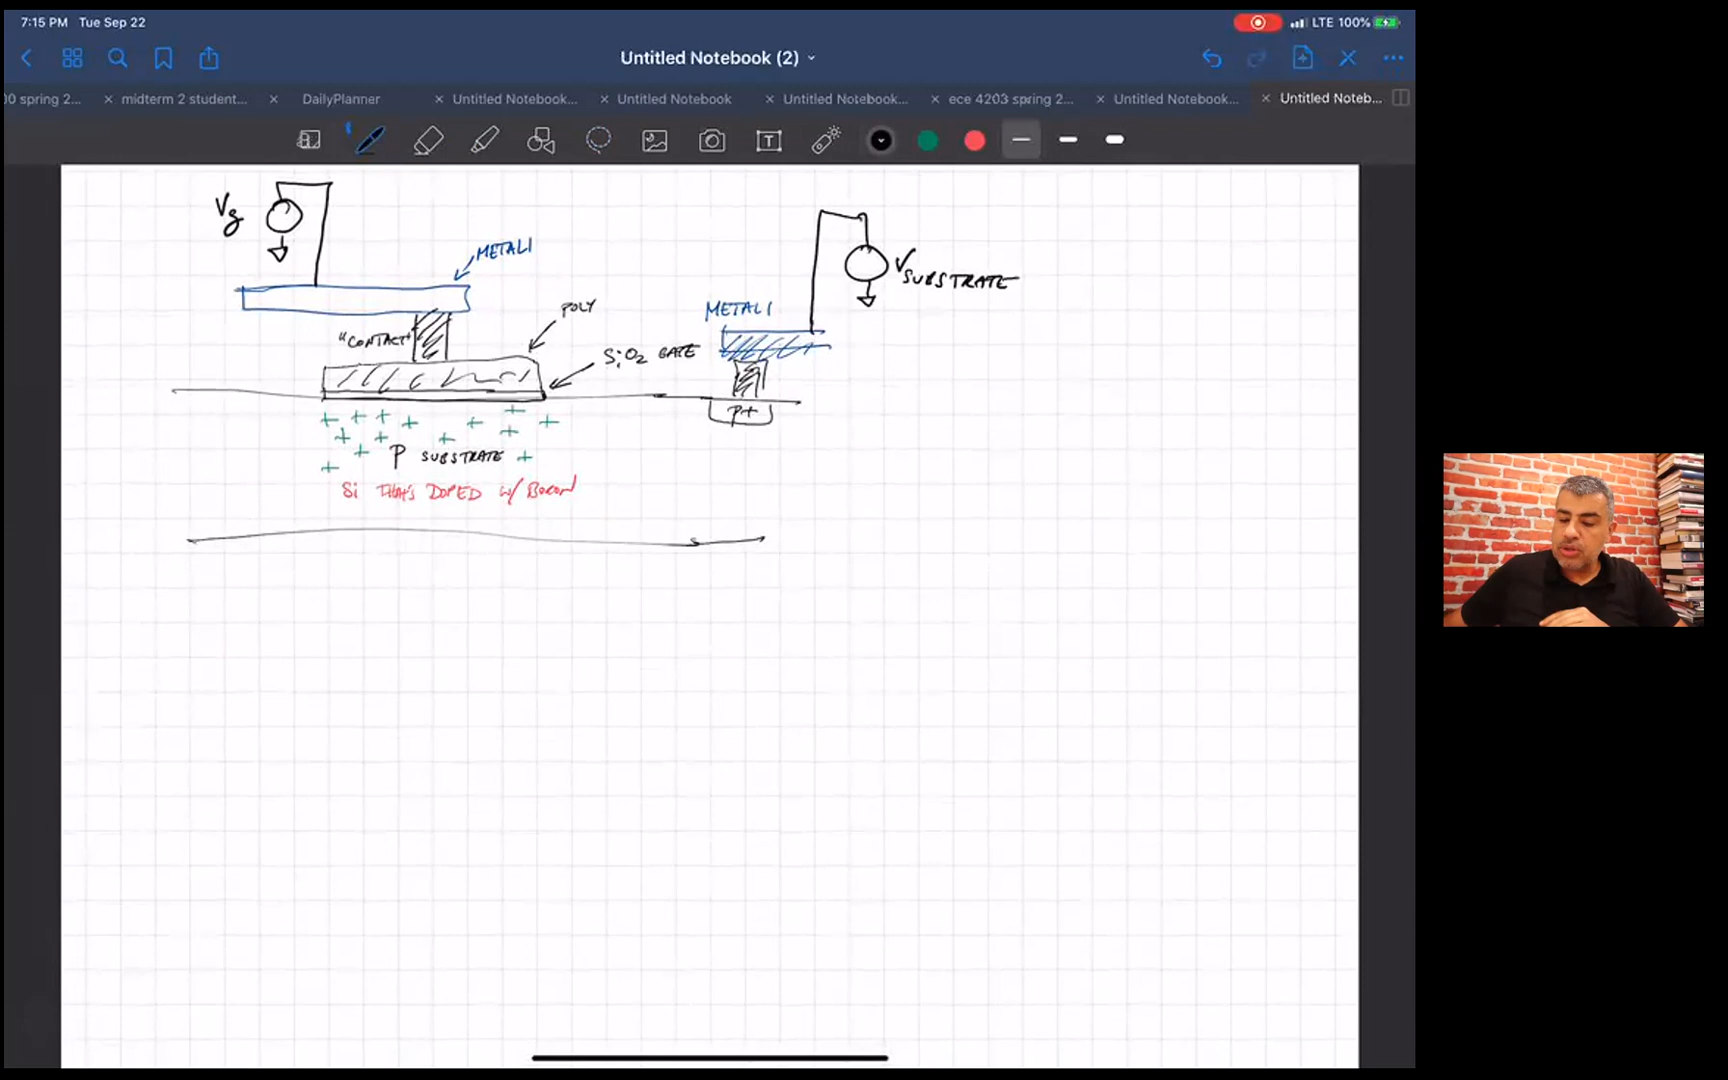 7:15 PM Tue Sep 22
LTE 100%
Untitled Notebook (2)
00 spring 2...
midterm 2 student...
DailyPlanner
Untitled Notebook...
Untitled Notebook
Untitled Notebook...
ece 4203 spring 2...
Untitled Notebook...
Untitled Noteb...
T
Vg
METAL1
VSUBSTRATE
POLY
METAL1
"CONTACT"
SiO2 GATE
P+
P SUBSTRATE
Si THAT'S DOPED W/ BORON